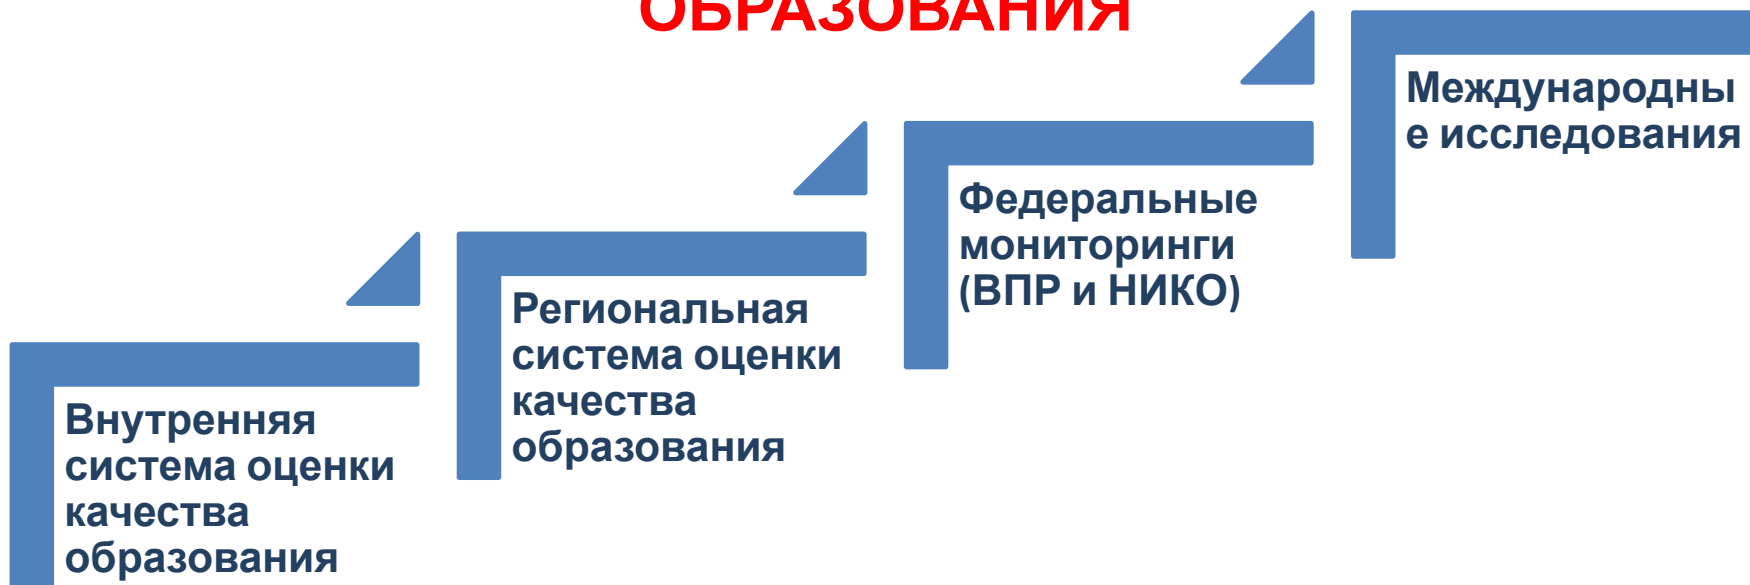 ОБРАЗОВАНИЯ
Внутренняя
система оценки
качества
образования
Региональная
система оценки
качества
образования
Федеральные
мониторинги
(ВПР и НИКО)
Международны
е исследования